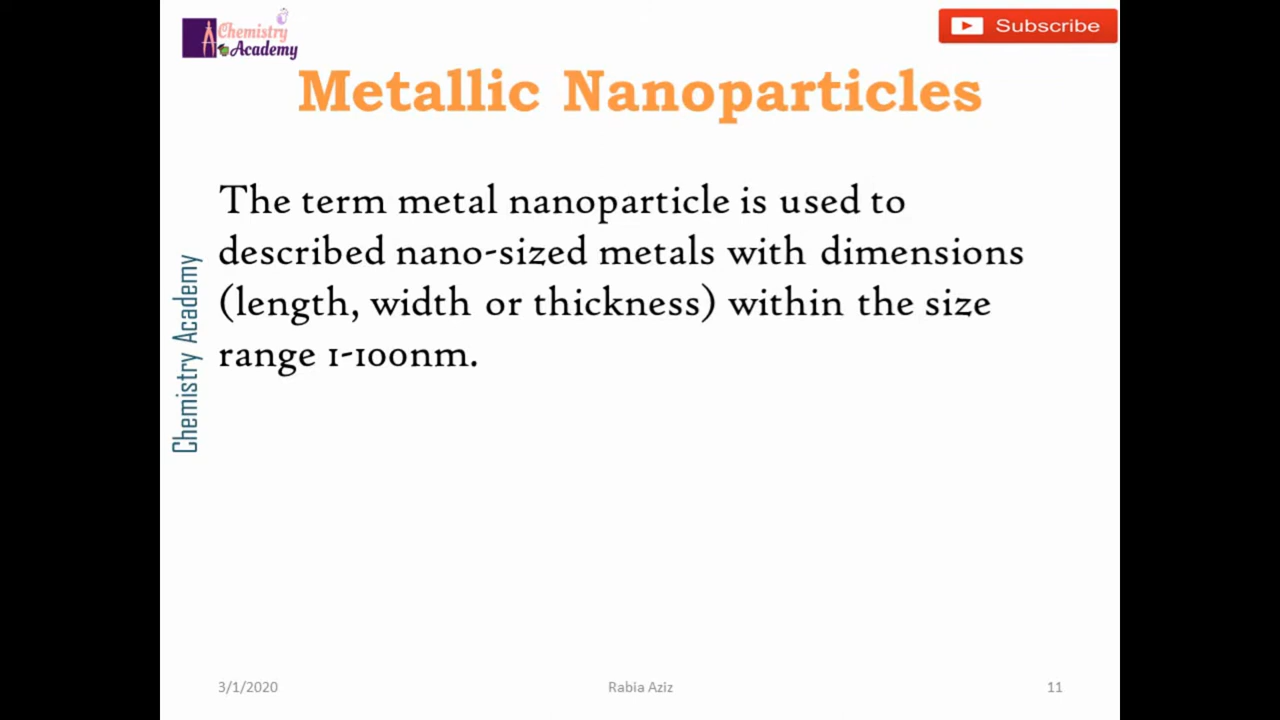 Chemistry
Academy
Subscribe
Metallic Nanoparticles
The term metal nanoparticle is used to
described nano-sized metals with dimensions
(length, width or thickness) within the size
range 1-100nm.
Chemistry Academy
3/1/2020
Rabia Aziz
11